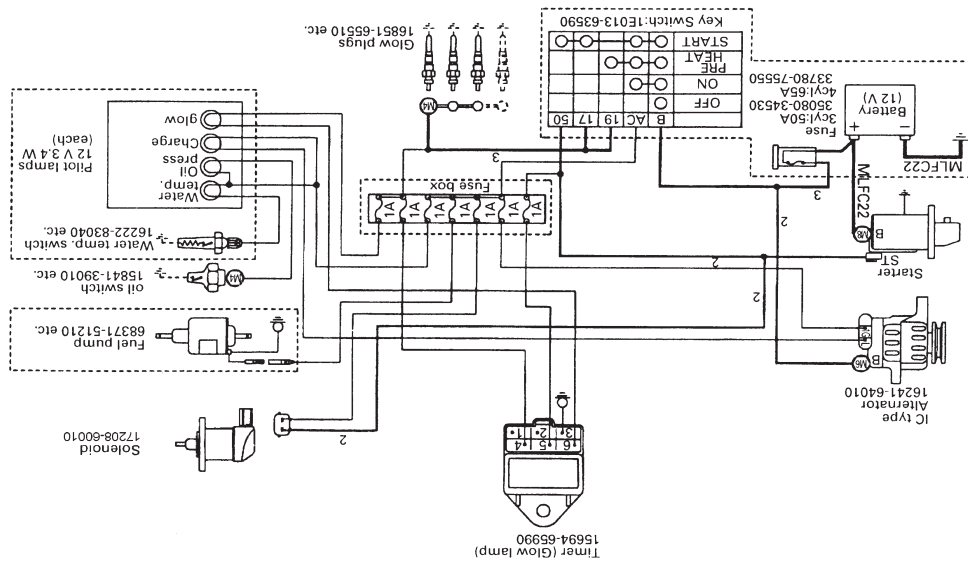 Timer (Glow lamp)
15694-65990
6 5 4
3 2 1
Solenoid
17208-60010
2
IC type
Alternator
16241-64010
M6
B
Fuel pump
68371-51210 etc.
2
2
Starter
ST
B
M8
MLFC22
oil switch
15841-39010 etc.
M4
Water temp. switch
16222-83040 etc.
1A 1A 1A 1A 1A 1A 1A
Fuse box
2
3
3
MLFC22
Battery
(12 V)
+ −
Fuse
3cyl:50A
35080-34530
4cyl:65A
33780-75550
B AC 19 17 50
OFF
ON
PRE
HEAT
START
Key Switch:1E013-63590
M4
Glow plugs
16851-65510 etc.
Water
temp.
Oil
press
Charge
glow
Pilot lamps
12 V 3.4 W
(each)